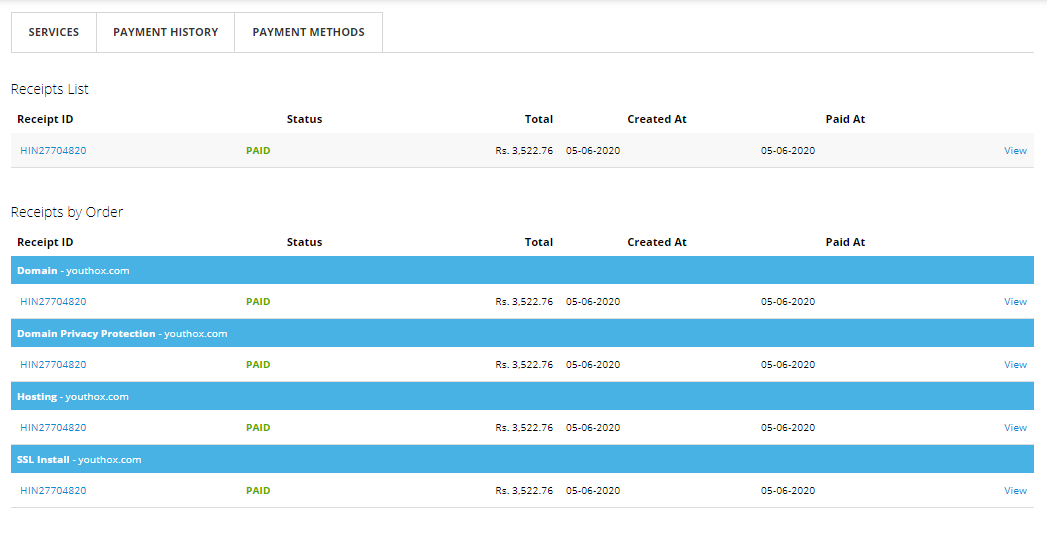 SERVICES PAYMENT HISTORY PAYMENT METHODS
Receipts List
Receipt ID Status Total Created At Paid At
HIN27704820 PAID Rs. 3,522.76 05-06-2020 05-06-2020 View
Receipts by Order
Receipt ID Status Total Created At Paid At
Domain - youthox.com
HIN27704820 PAID Rs. 3,522.76 05-06-2020 05-06-2020 View
Domain Privacy Protection - youthox.com
HIN27704820 PAID Rs. 3,522.76 05-06-2020 05-06-2020 View
Hosting - youthox.com
HIN27704820 PAID Rs. 3,522.76 05-06-2020 05-06-2020 View
SSL Install - youthox.com
HIN27704820 PAID Rs. 3,522.76 05-06-2020 05-06-2020 View